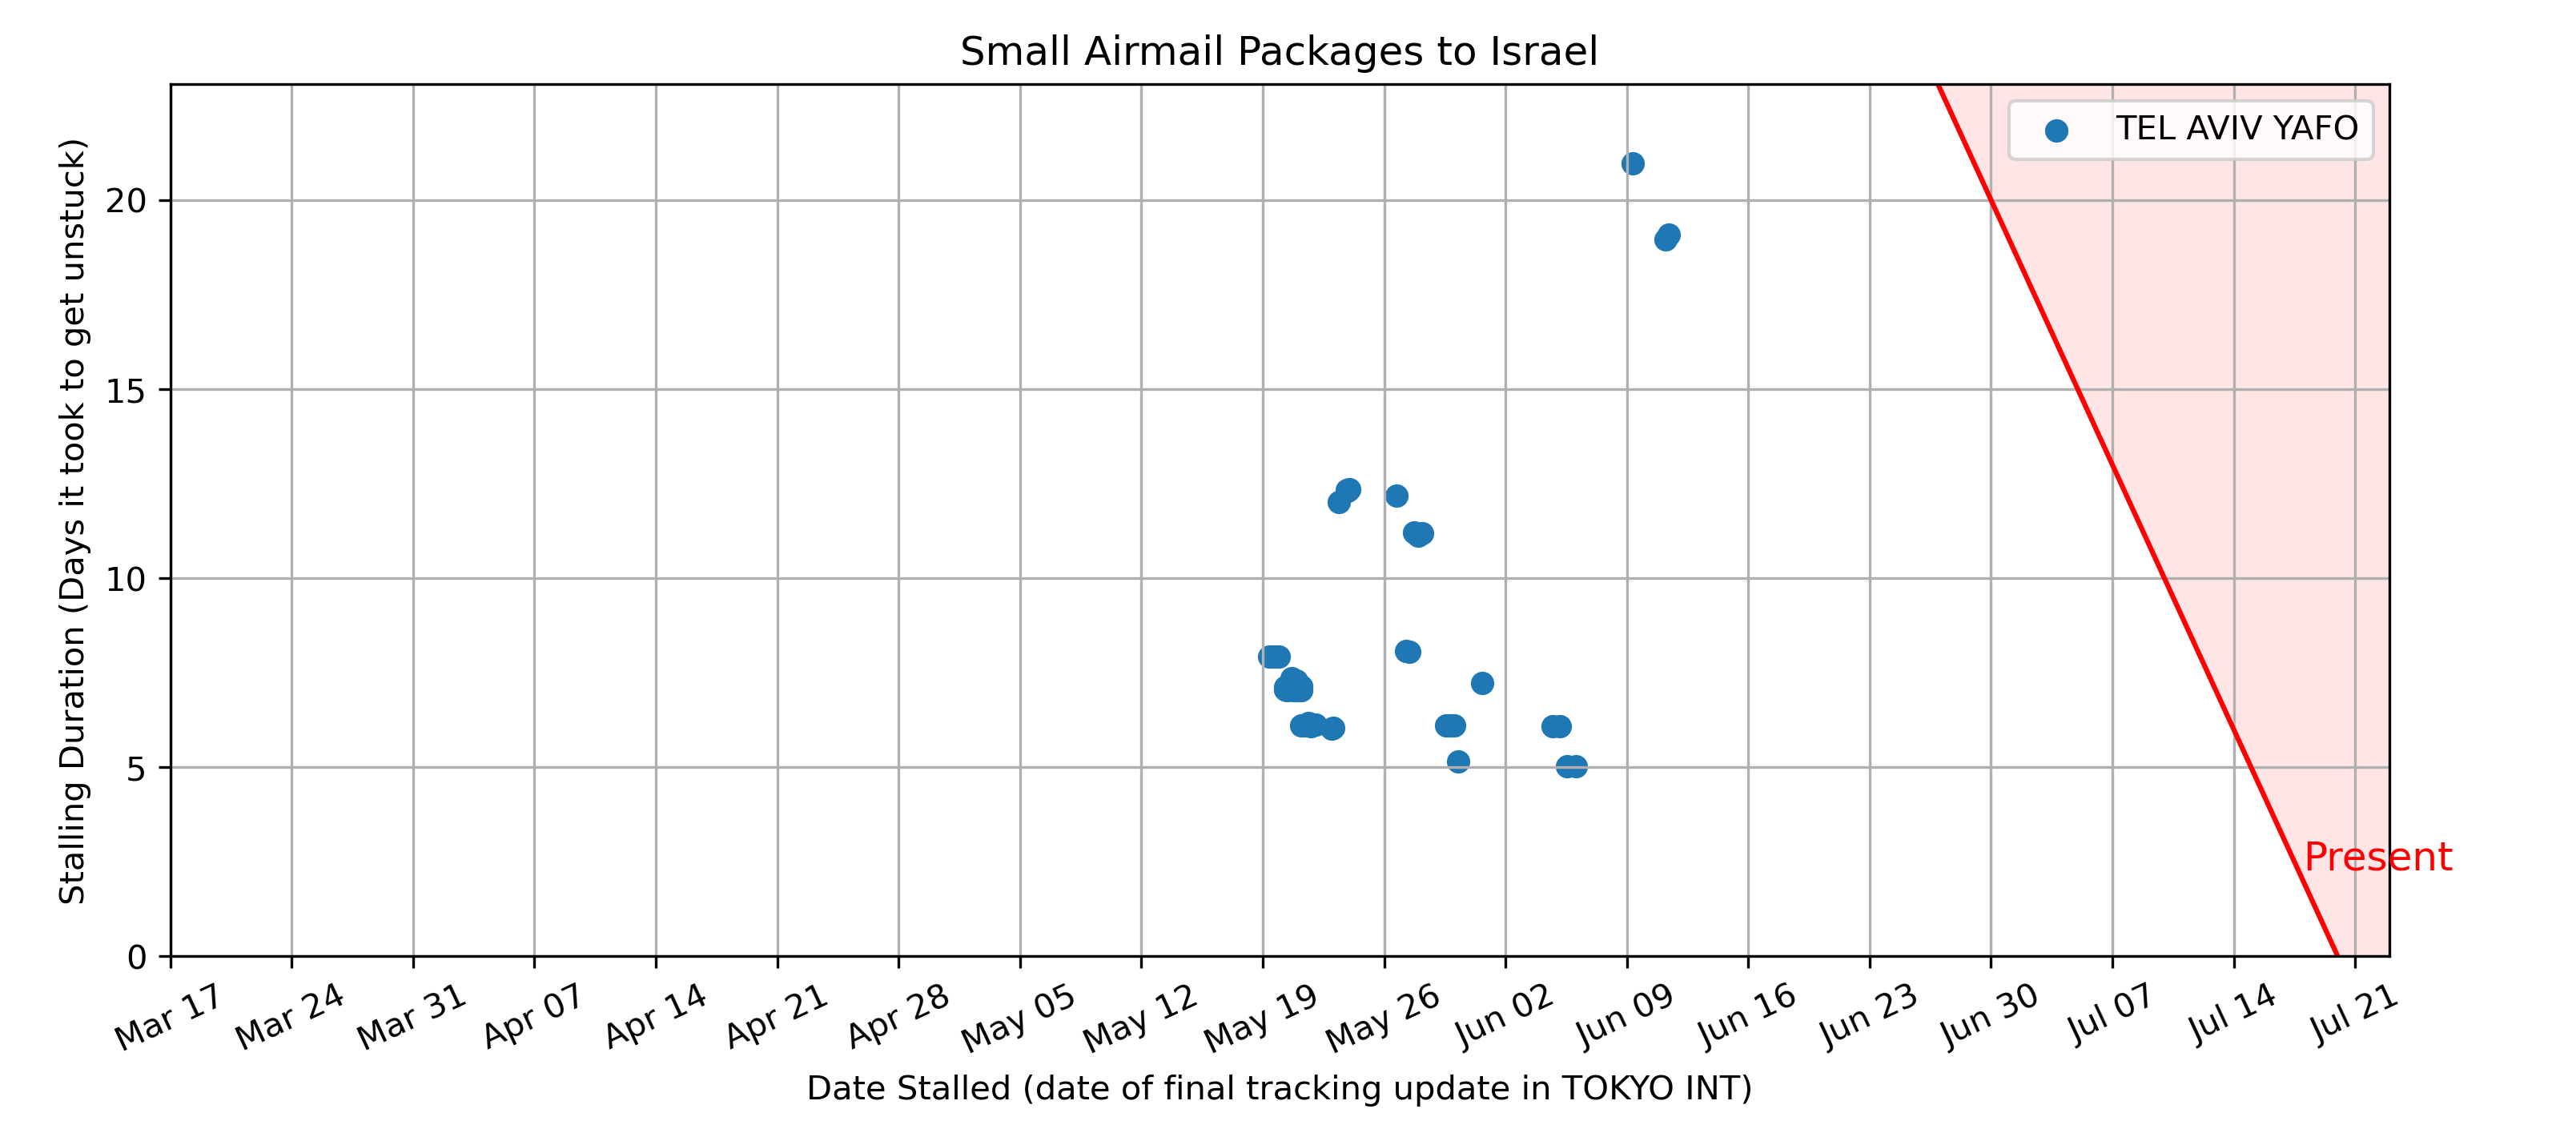 Small Airmail Packages to Israel
TEL AVIV YAFO
Stalling Duration (Days it took to get unstuck)
20
15
10
5
0
Present
Mar 17
Mar 24
Mar 31
Apr 07
Apr 14
Apr 21
Apr 28
May 05
May 12
May 19
May 26
Jun 02
Jun 09
Jun 16
Jun 23
Jun 30
Jul 07
Jul 14
Jul 21
Date Stalled (date of final tracking update in TOKYO INT)